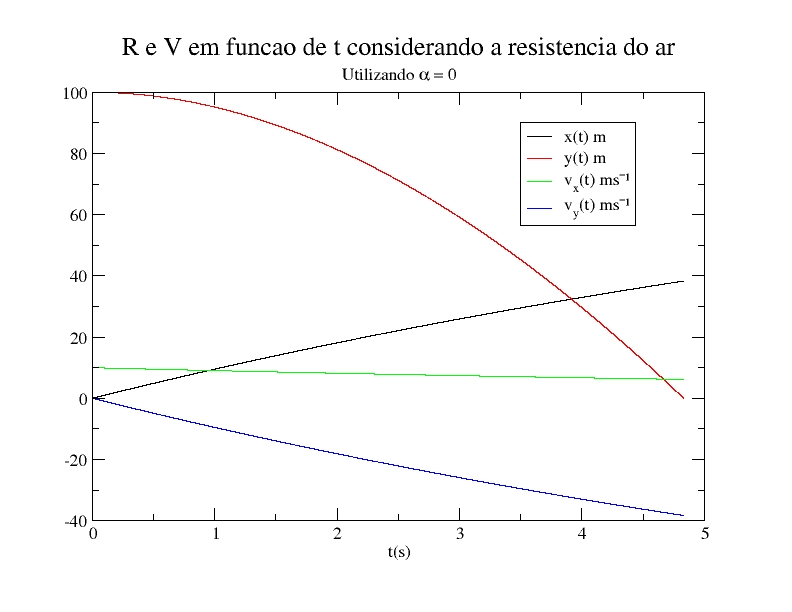 R e V em funcao de t considerando a resistencia do ar
Utilizando α = 0
100
80
60
40
20
0
-20
-40
x(t) m
y(t) m
vₓ(t) ms⁻¹
v_y(t) ms⁻¹
0 1 2 3 4 5
t(s)